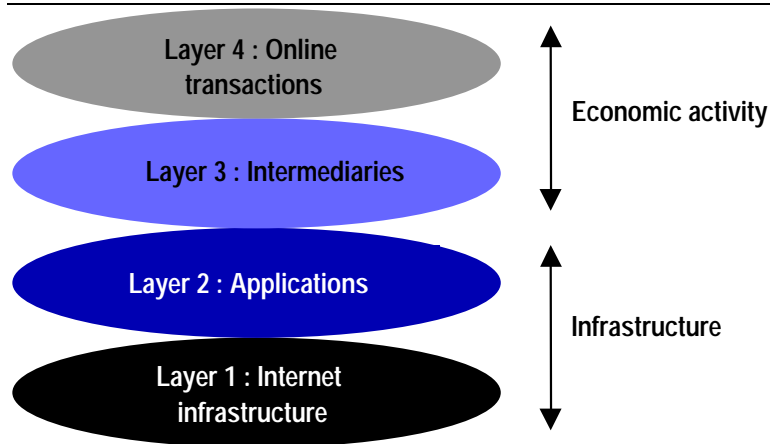 Layer 4 : Online
transactions
Economic activity
Layer 3 : Intermediaries
Layer 2 : Applications
Infrastructure
Layer 1 : Internet
infrastructure